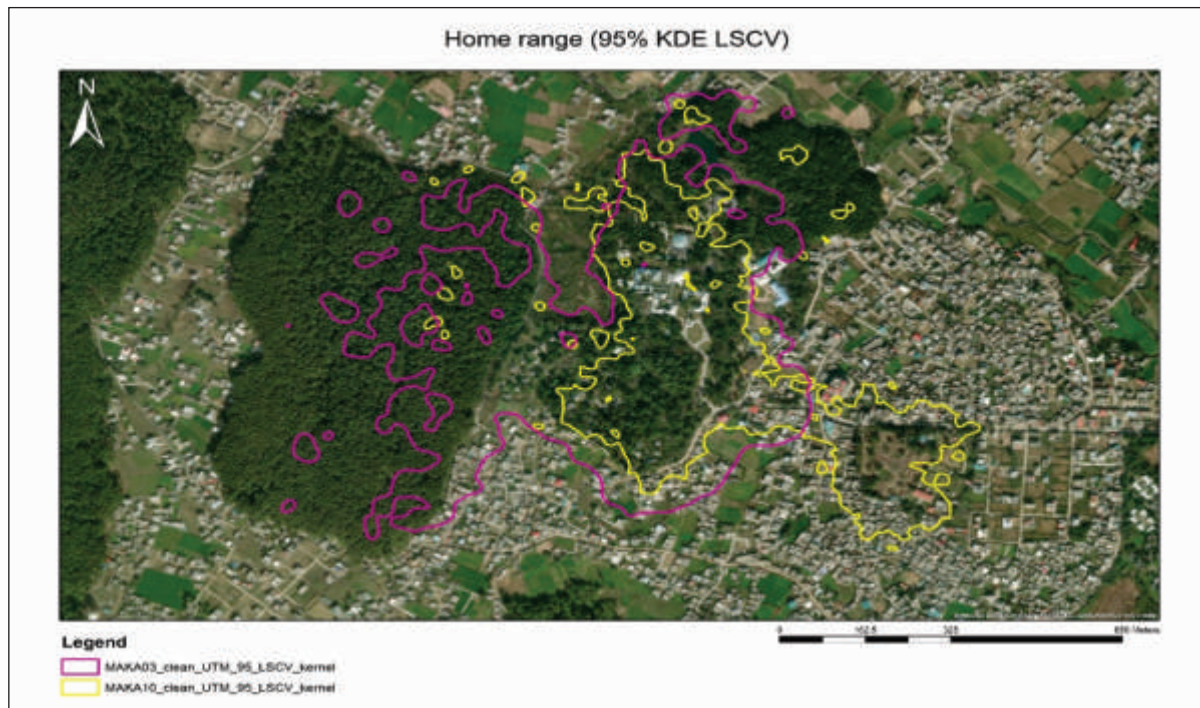 Home range (95% KDE LSCV)
N
Legend
0 162.5 325 650 Meters
MAKA03_clean_UTM_95_LSCV_kernel
MAKA10_clean_UTM_95_LSCV_kernel